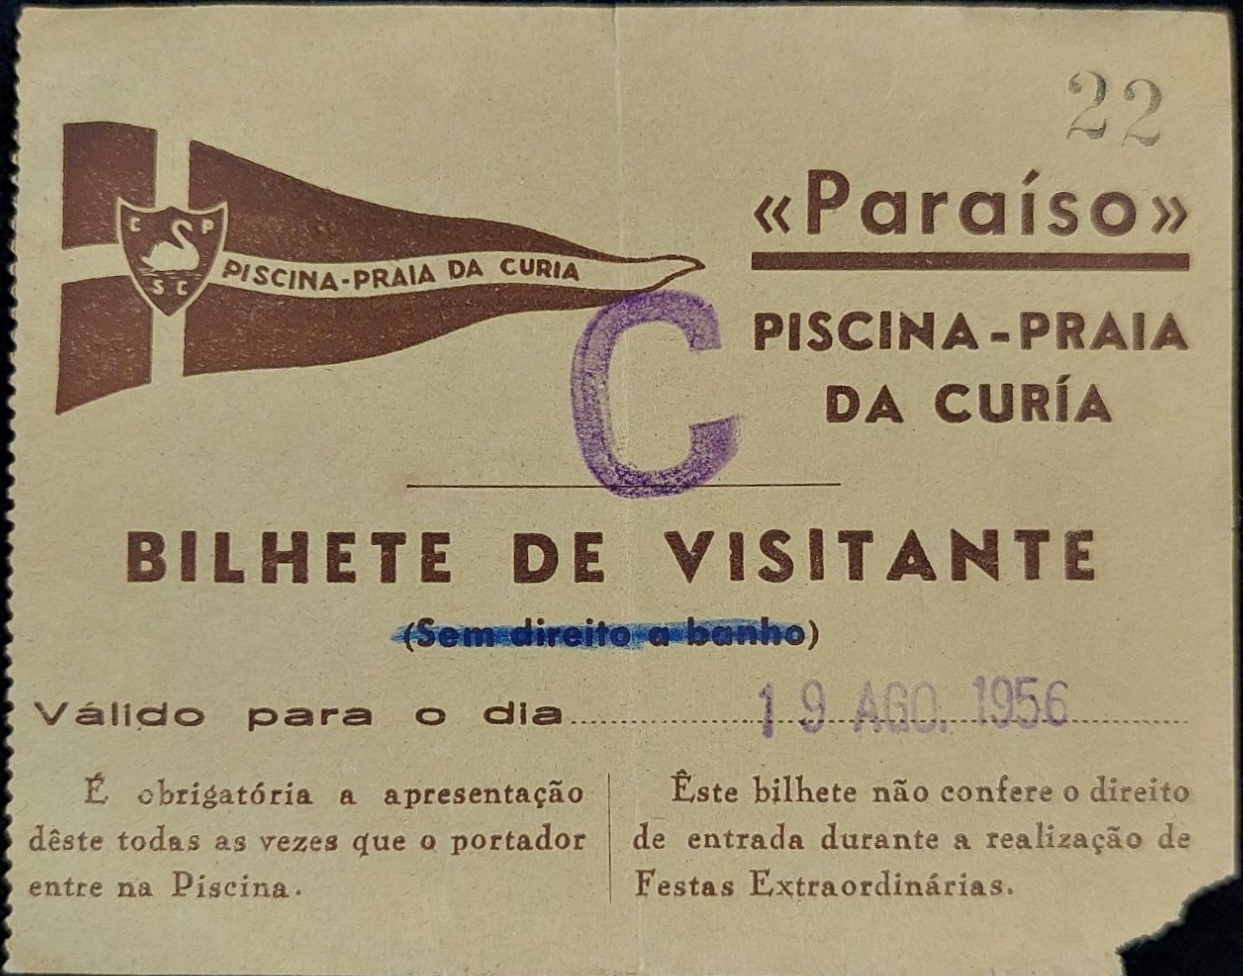 22
C P
S C
PISCINA-PRAIA DA CURIA
«Paraíso»
PISCINA-PRAIA
DA CURÍA
C
BILHETE DE VISITANTE
(Sem direito a banho)
Válido para o dia 19 AGO. 1956
É obrigatória a apresentação
dêste todas as vezes que o portador
entre na Piscina.
Êste bilhete não confere o direito
de entrada durante a realização de
Festas Extraordinárias.